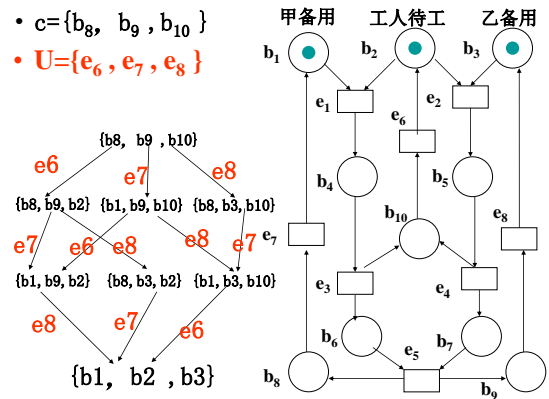 • c={b8, b9 ,b10 }
• U={e6 , e7 , e8 }
{b8, b9 ,b10}
e6
e7
e8
{b8,b9,b2} {b1,b9,b10} {b8,b3,b10}
e7 e6 e8 e8 e7
{b1,b9,b2} {b8,b3,b2} {b1,b3,b10}
e8 e7 e6
{b1, b2 ,b3}
甲备用 工人待工 乙备用
b1 b2 b3
e1 e6 e2
b4 b5
b10
e7 e8
e3 e4
b6 b7
e5
b8 b9